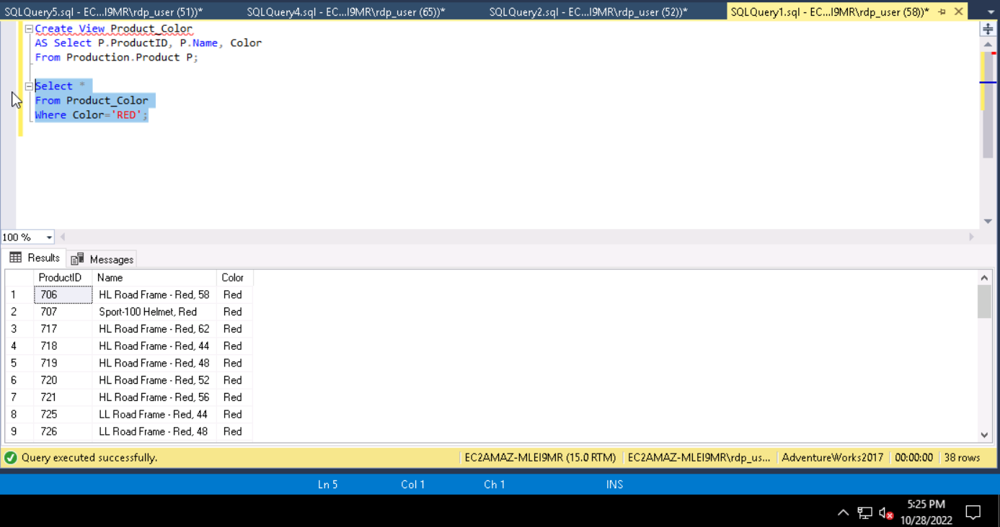 SQLQuery5.sql - EC...I9MR\rdp_user (51))* SQLQuery4.sql - EC...I9MR\rdp_user (65))* SQLQuery2.sql - EC...I9MR\rdp_user (52))* SQLQuery1.sql - EC...I9MR\rdp_user (58))*
Create View Product_Color
AS Select P.ProductID, P.Name, Color
From Production.Product P;
Select *
From Product_Color
Where Color='RED';
100 %
Results Messages
ProductID Name Color
1 706 HL Road Frame - Red, 58 Red
2 707 Sport-100 Helmet, Red Red
3 717 HL Road Frame - Red, 62 Red
4 718 HL Road Frame - Red, 44 Red
5 719 HL Road Frame - Red, 48 Red
6 720 HL Road Frame - Red, 52 Red
7 721 HL Road Frame - Red, 56 Red
8 725 LL Road Frame - Red, 44 Red
9 726 LL Road Frame - Red, 48 Red
Query executed successfully. EC2AMAZ-MLEI9MR (15.0 RTM) EC2AMAZ-MLEI9MR\rdp_us... AdventureWorks2017 00:00:00 38 rows
Ln 5 Col 1 Ch 1 INS
5:25 PM
10/28/2022